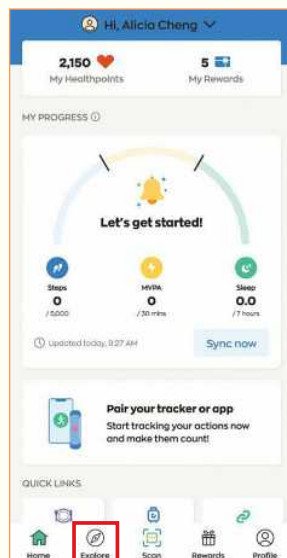 Hi, Alicia Cheng
2,150
5
My Healthpoints
My Rewards
MY PROGRESS
Let's get started!
Steps
MVPA
Sleep
0
0
0.0
/ 5,000
/ 30 mins
/ 7 hours
Updated today, 9:27 AM
Sync now
Pair your tracker or app
Start tracking your actions now
and make them count!
QUICK LINKS
Home
Explore
Scan
Rewards
Profile